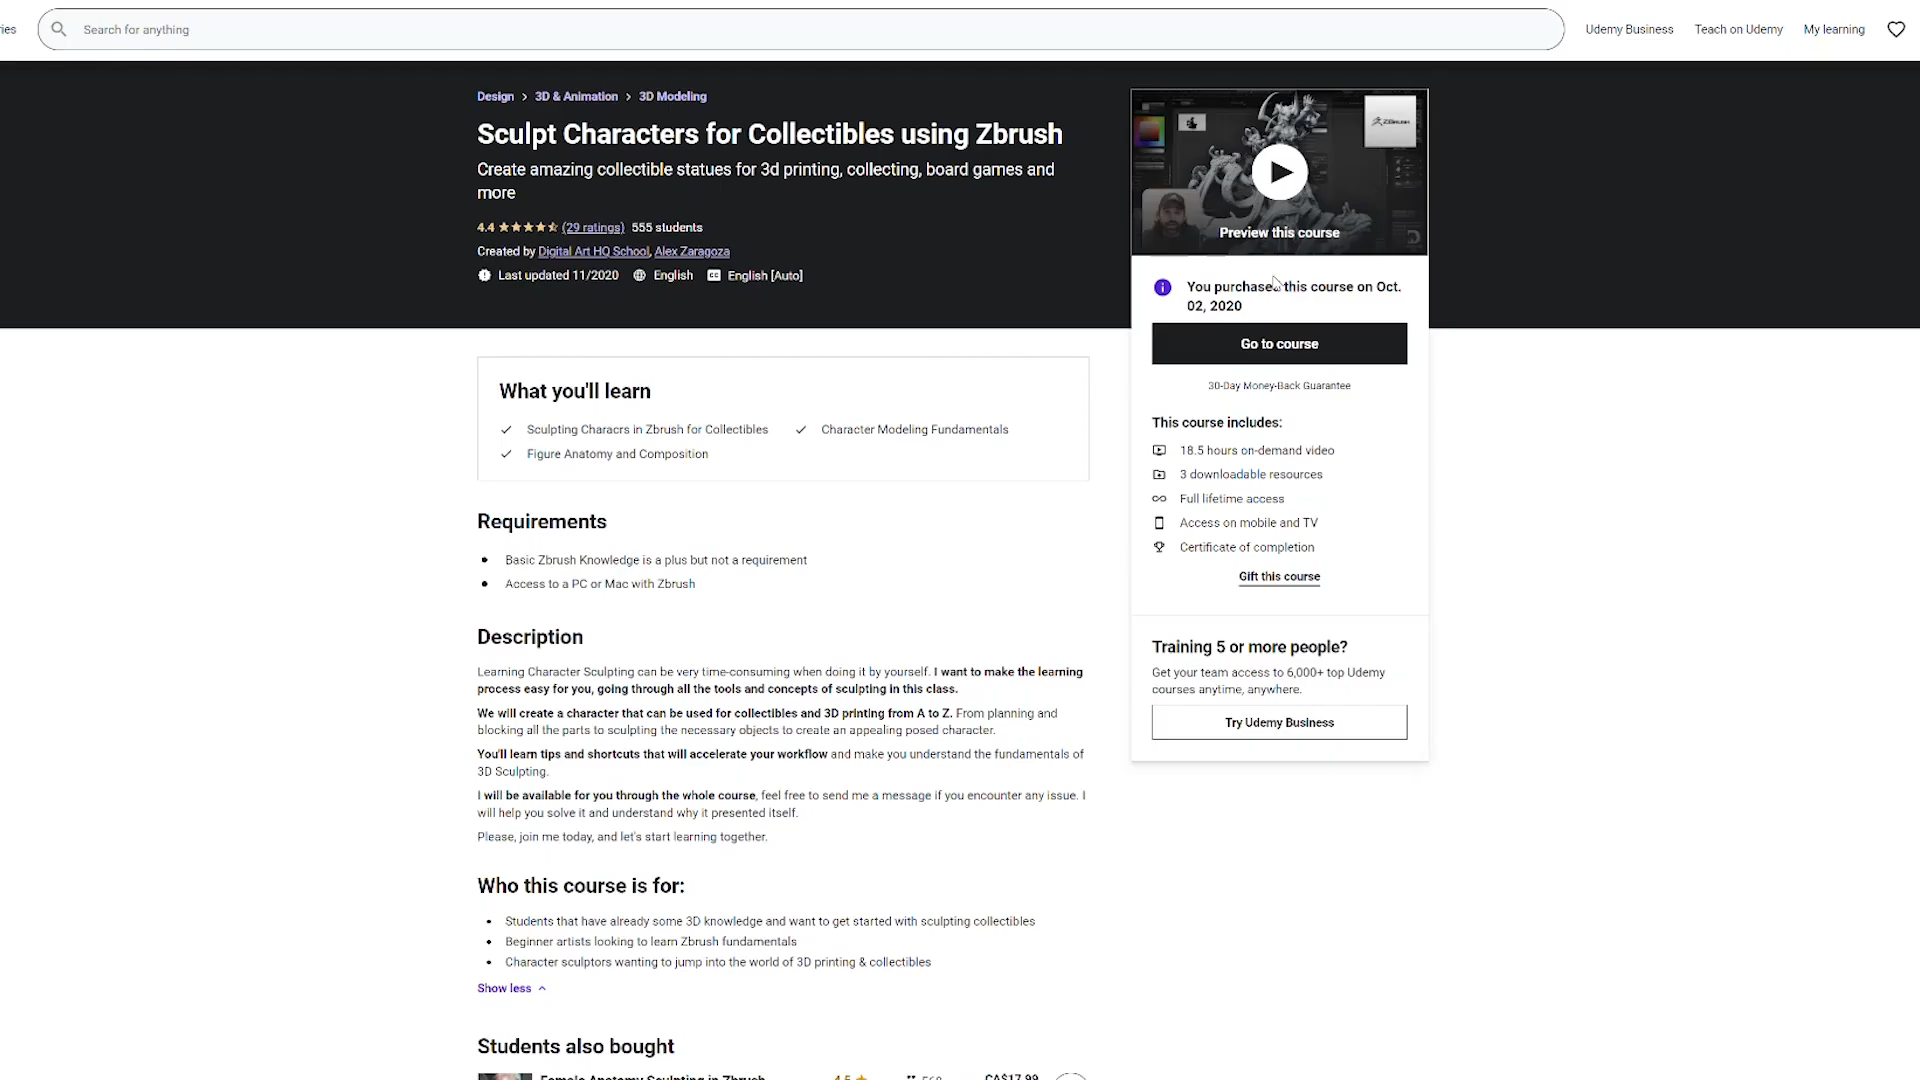 ies
Search for anything
Udemy Business
Teach on Udemy
My learning
Design > 3D & Animation > 3D Modeling
Sculpt Characters for Collectibles using Zbrush
Create amazing collectible statues for 3d printing, collecting, board games and
more
4.4 (29 ratings) 555 students
Created by Digital Art HQ School, Alex Zaragoza
Last updated 11/2020 English English [Auto]
ZBRUSH
Preview this course
You purchased this course on Oct.
02, 2020
Go to course
30-Day Money-Back Guarantee
This course includes:
18.5 hours on-demand video
3 downloadable resources
Full lifetime access
Access on mobile and TV
Certificate of completion
Gift this course
Training 5 or more people?
Get your team access to 6,000+ top Udemy
courses anytime, anywhere.
Try Udemy Business
What you'll learn
Sculpting Characrs in Zbrush for Collectibles
Character Modeling Fundamentals
Figure Anatomy and Composition
Requirements
Basic Zbrush Knowledge is a plus but not a requirement
Access to a PC or Mac with Zbrush
Description
Learning Character Sculpting can be very time-consuming when doing it by yourself. I want to make the learning
process easy for you, going through all the tools and concepts of sculpting in this class.
We will create a character that can be used for collectibles and 3D printing from A to Z. From planning and
blocking all the parts to sculpting the necessary objects to create an appealing posed character.
You'll learn tips and shortcuts that will accelerate your workflow and make you understand the fundamentals of
3D Sculpting.
I will be available for you through the whole course, feel free to send me a message if you encounter any issue. I
will help you solve it and understand why it presented itself.
Please, join me today, and let's start learning together.
Who this course is for:
Students that have already some 3D knowledge and want to get started with sculpting collectibles
Beginner artists looking to learn Zbrush fundamentals
Character sculptors wanting to jump into the world of 3D printing & collectibles
Show less
Students also bought
Female Anatomy Sculpting in Zbrush 4.5 568 CA$17.99